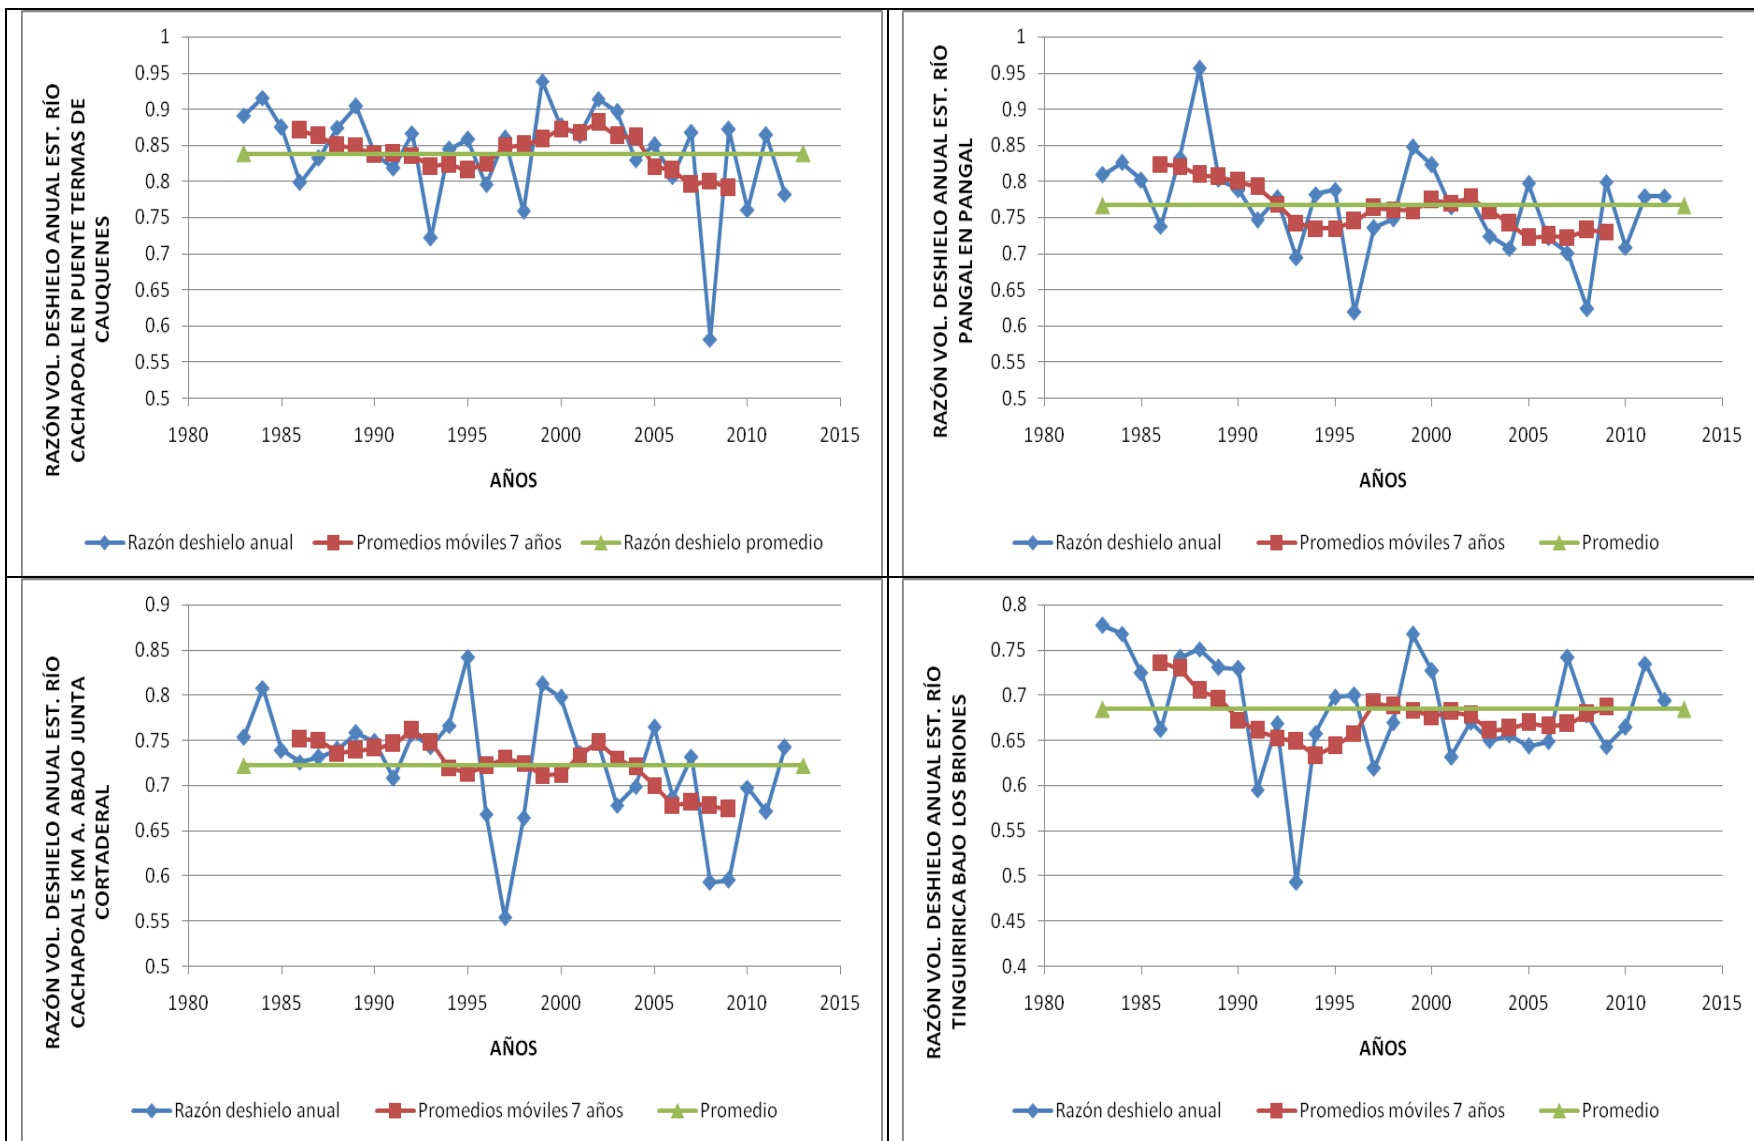 RAZÓN VOL. DESHIELO ANUAL EST. RÍO
CACHAPOAL EN PUENTE TERMAS DE
CAUQUENES
1
0.95
0.9
0.85
0.8
0.75
0.7
0.65
0.6
0.55
0.5
1980 1985 1990 1995 2000 2005 2010 2015
AÑOS
Razón deshielo anual Promedios móviles 7 años Razón deshielo promedio
RAZÓN VOL. DESHIELO ANUAL EST. RÍO
PANGAL EN PANGAL
1
0.95
0.9
0.85
0.8
0.75
0.7
0.65
0.6
0.55
0.5
1980 1985 1990 1995 2000 2005 2010 2015
AÑOS
Razón deshielo anual Promedios móviles 7 años Promedio
RAZÓN VOL. DESHIELO ANUAL EST. RÍO
CACHAPOAL 5 KM A. ABAJO JUNTA
CORTADERAL
0.9
0.85
0.8
0.75
0.7
0.65
0.6
0.55
0.5
1980 1985 1990 1995 2000 2005 2010 2015
AÑOS
Razón deshielo anual Promedios móviles 7 años Promedio
RAZÓN VOL. DESHIELO ANUAL EST. RÍO
TINGUIRIRICA BAJO LOS BRIONES
0.8
0.75
0.7
0.65
0.6
0.55
0.5
0.45
0.4
1980 1985 1990 1995 2000 2005 2010 2015
AÑOS
Razón deshielo anual Promedios móviles 7 años Promedio